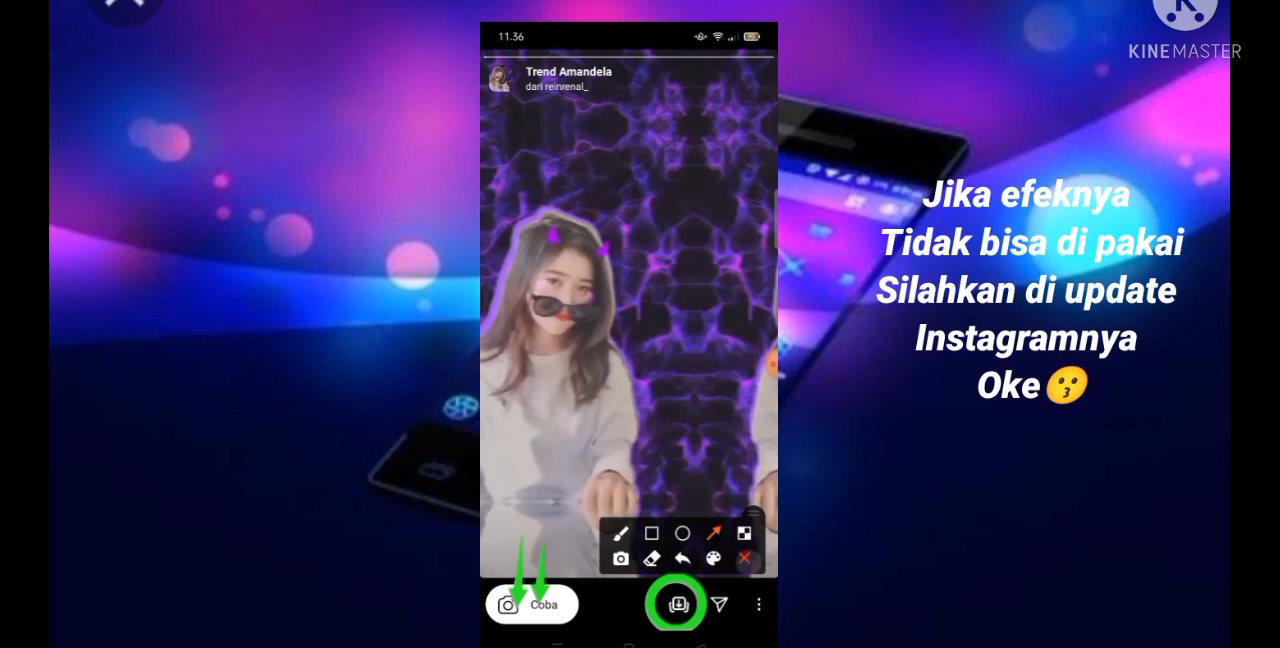 KINEMASTER
11.36
Trend Amandela
dari reinrenal_
Jika efeknya
Tidak bisa di pakai
Silahkan di update
Instagramnya
Oke😗
Coba